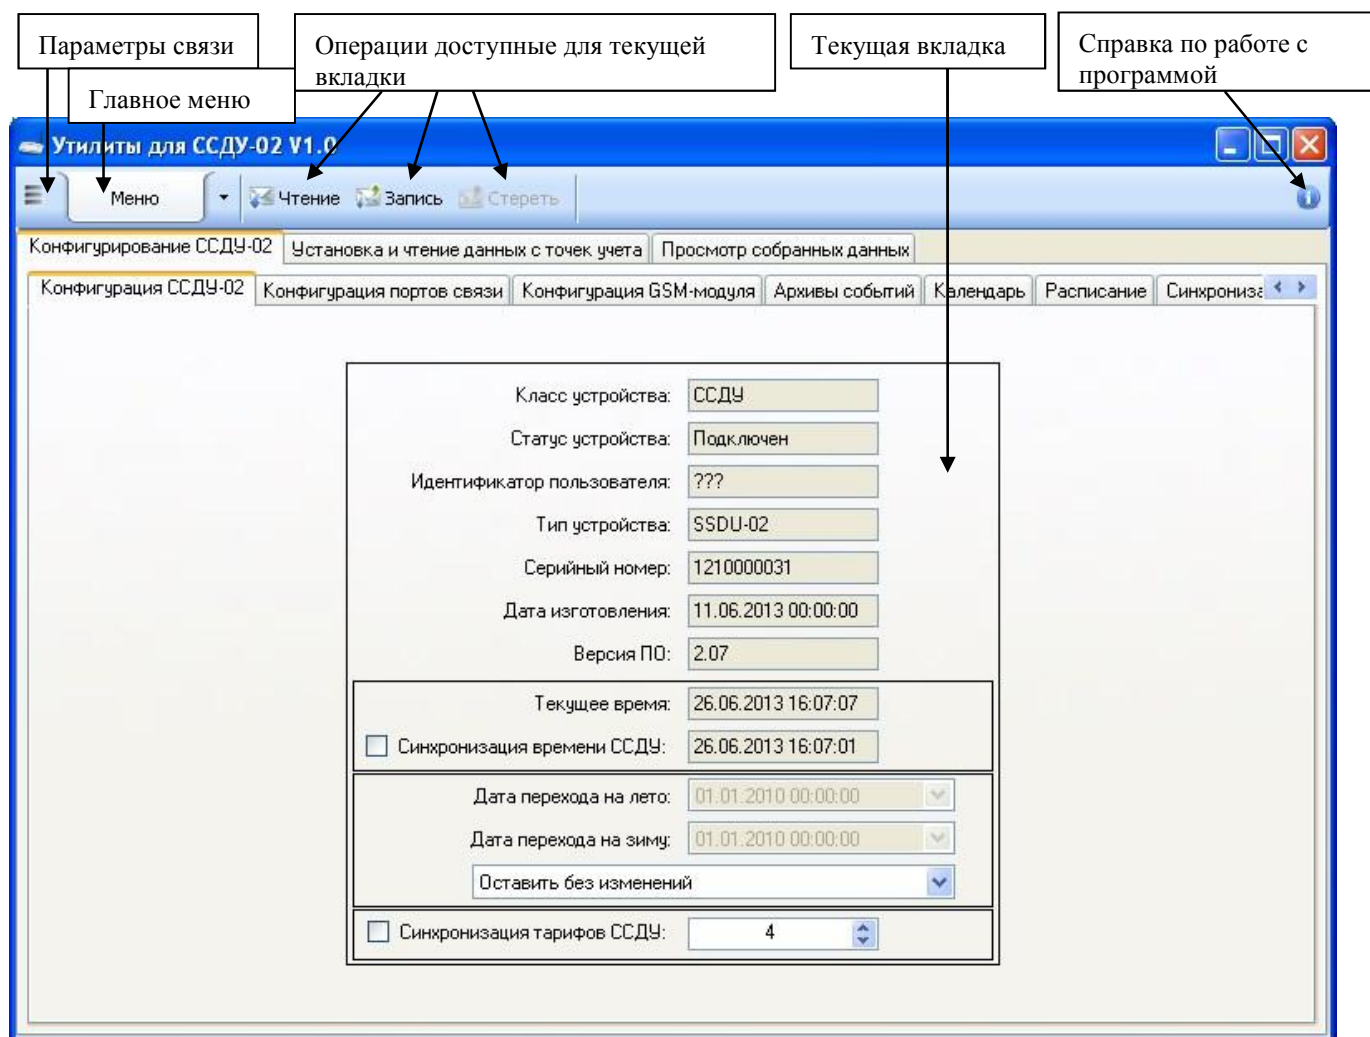 Параметры связи
Операции доступные для текущей
вкладки
Текущая вкладка
Справка по работе с
программой
Главное меню
Утилиты для ССДУ-02 V1.0
Меню
Чтение
Запись
Стереть
Конфигурирование ССДУ-02
Установка и чтение данных с точек учета
Просмотр собранных данных
Конфигурация ССДУ-02
Конфигурация портов связи
Конфигурация GSM-модуля
Архивы событий
Календарь
Расписание
Синхрониза
Класс устройства: ССДУ
Статус устройства: Подключен
Идентификатор пользователя: ???
Тип устройства: SSDU-02
Серийный номер: 1210000031
Дата изготовления: 11.06.2013 00:00:00
Версия ПО: 2.07
Текущее время: 26.06.2013 16:07:07
Синхронизация времени ССДУ: 26.06.2013 16:07:01
Дата перехода на лето: 01.01.2010 00:00:00
Дата перехода на зиму: 01.01.2010 00:00:00
Оставить без изменений
Синхронизация тарифов ССДУ: 4